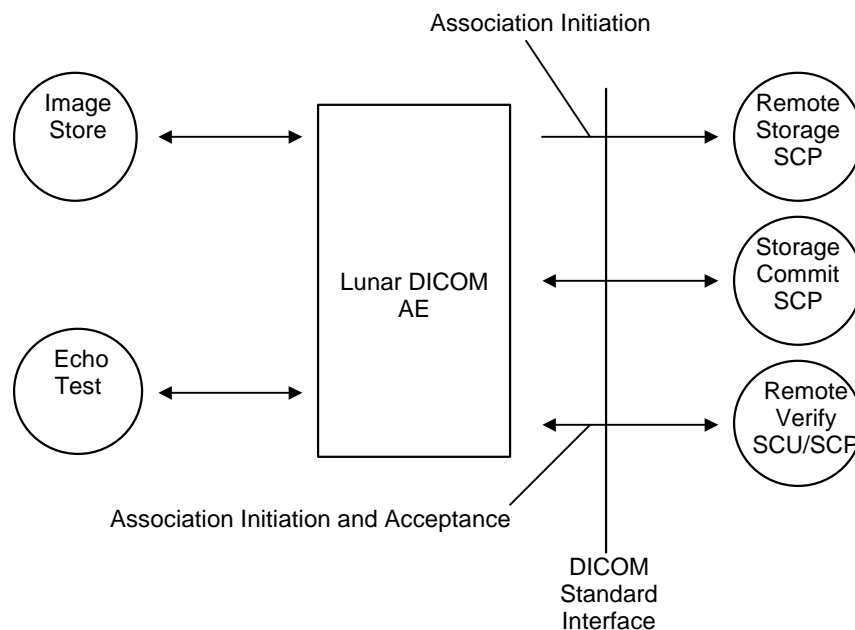 Association Initiation
Image
Store
Remote
Storage
SCP
Lunar DICOM
AE
Storage
Commit
SCP
Echo
Test
Remote
Verify
SCU/SCP
Association Initiation and Acceptance
DICOM
Standard
Interface